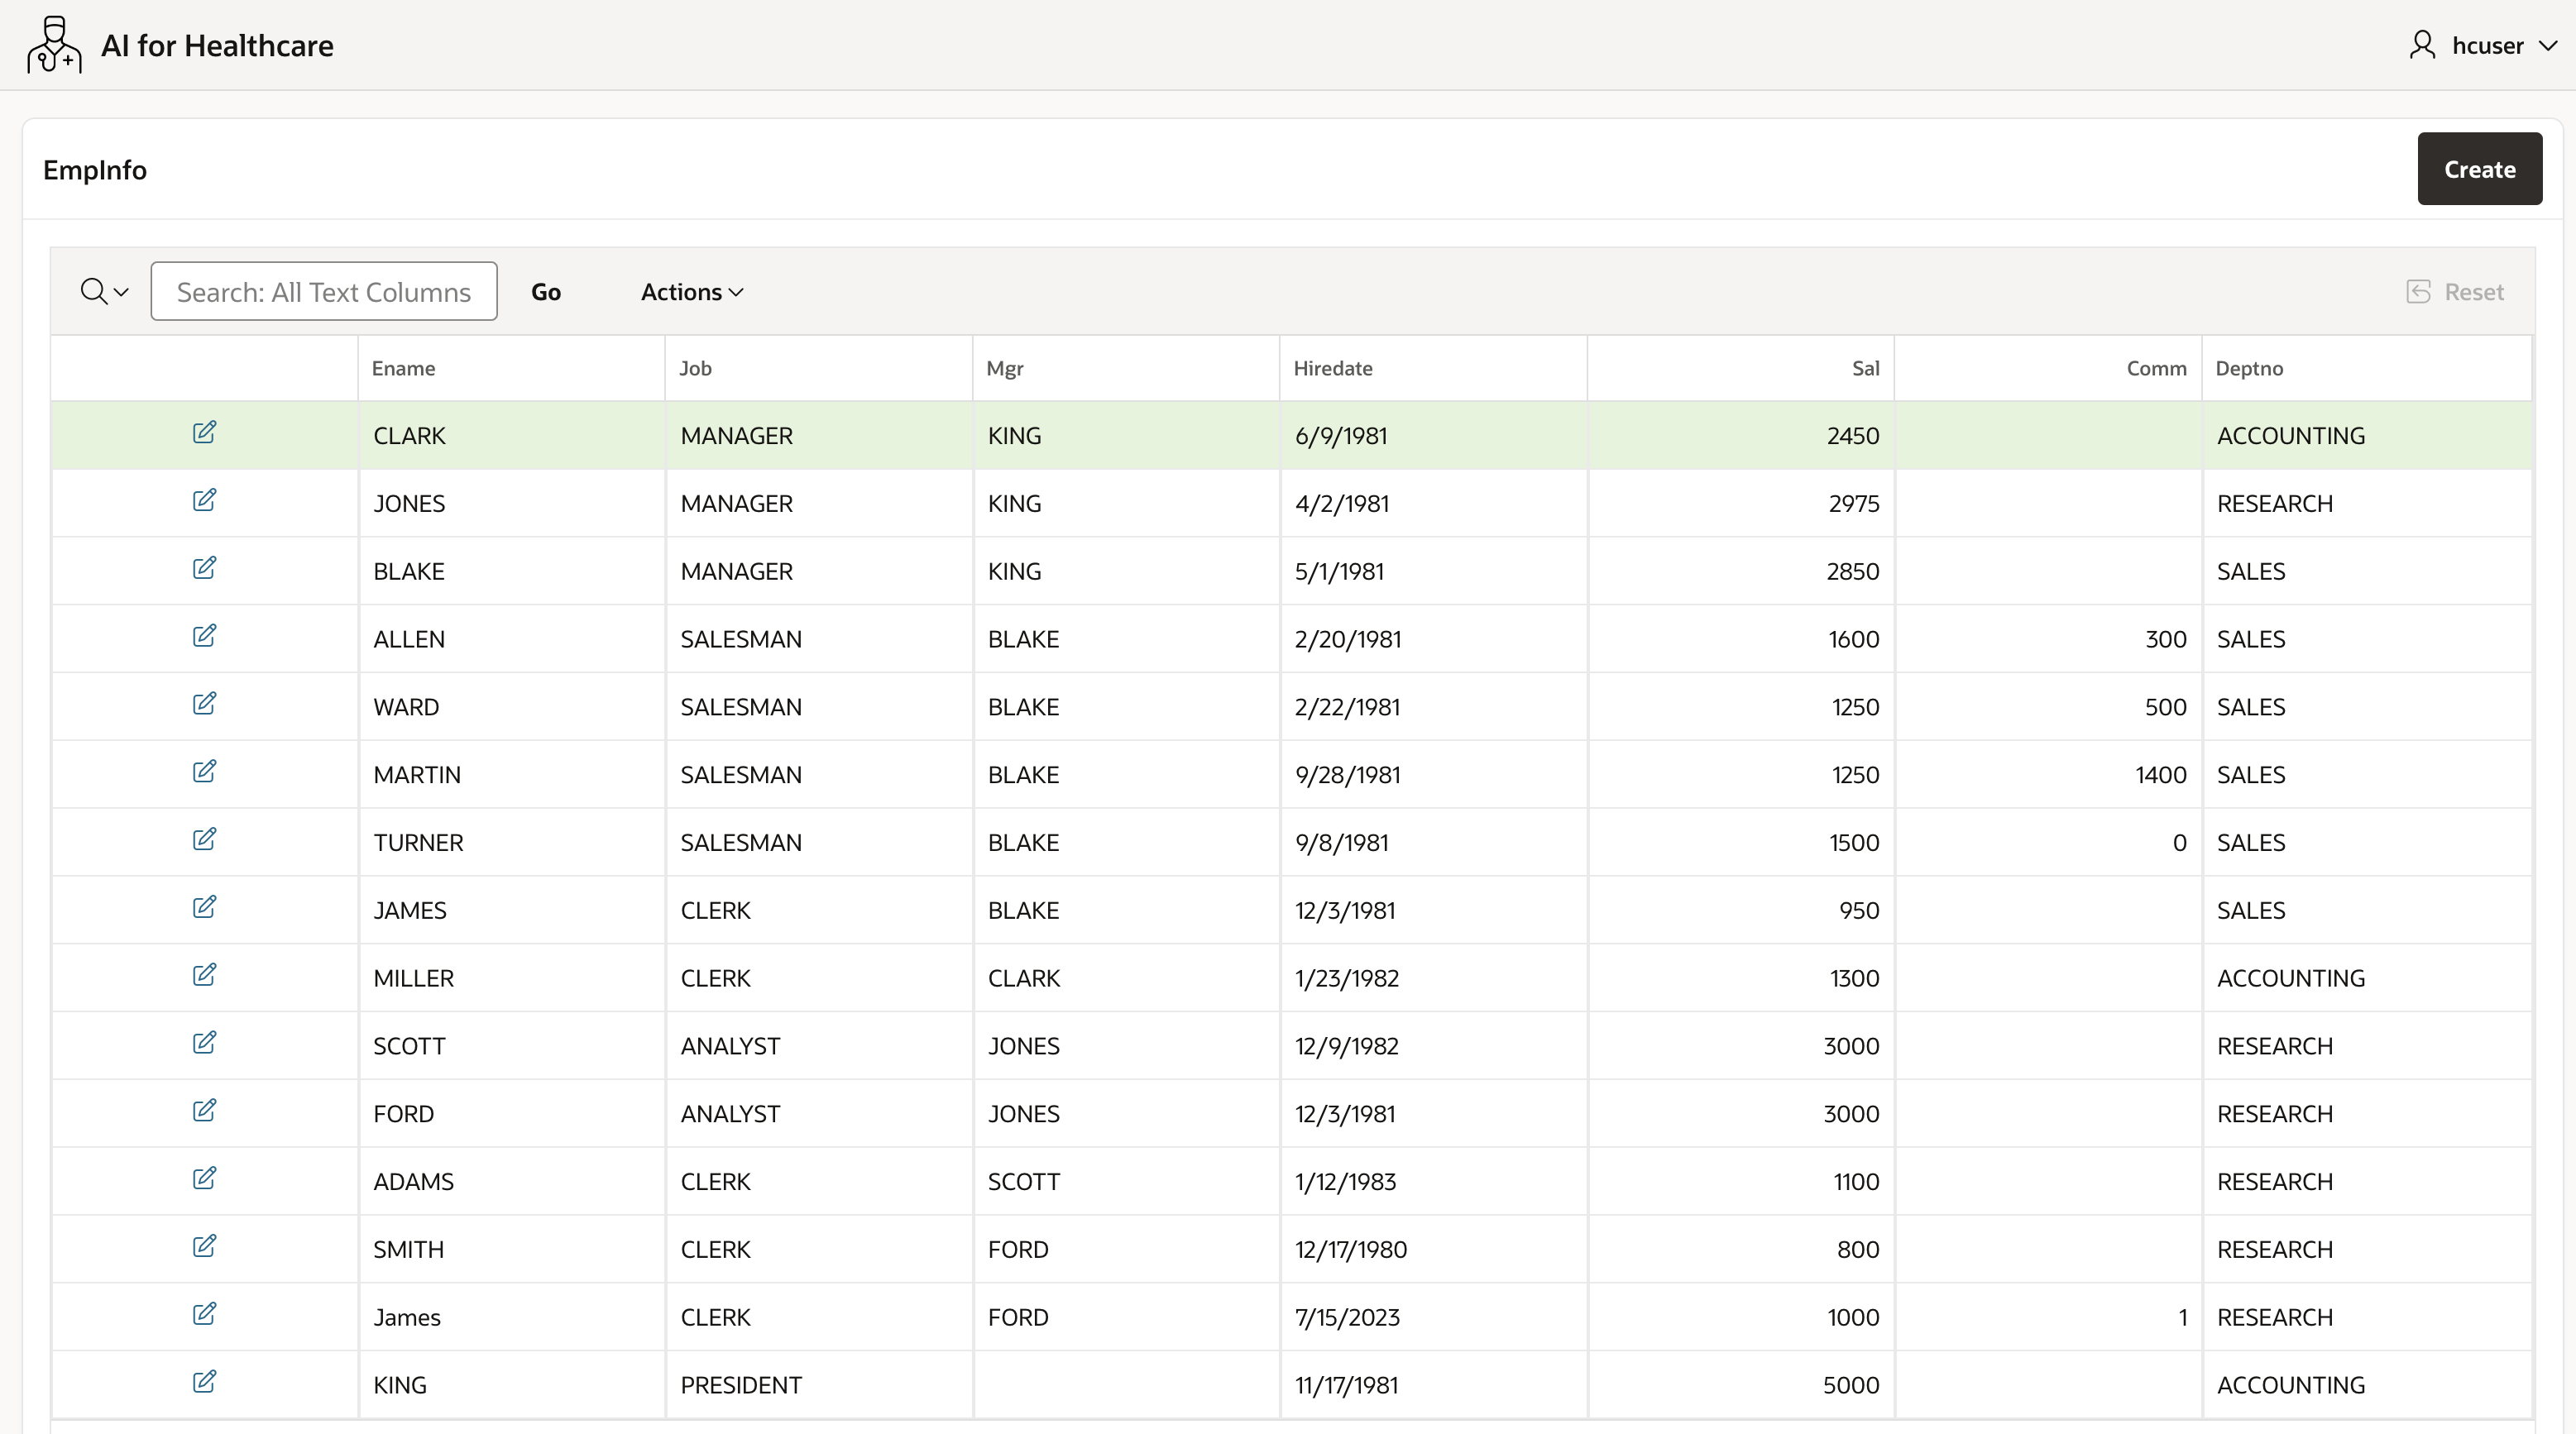 AI for Healthcare hcuser
EmpInfo Create
Search: All Text Columns Go Actions Reset
Ename Job Mgr Hiredate Sal Comm Deptno
CLARK MANAGER KING 6/9/1981 2450 ACCOUNTING
JONES MANAGER KING 4/2/1981 2975 RESEARCH
BLAKE MANAGER KING 5/1/1981 2850 SALES
ALLEN SALESMAN BLAKE 2/20/1981 1600 300 SALES
WARD SALESMAN BLAKE 2/22/1981 1250 500 SALES
MARTIN SALESMAN BLAKE 9/28/1981 1250 1400 SALES
TURNER SALESMAN BLAKE 9/8/1981 1500 0 SALES
JAMES CLERK BLAKE 12/3/1981 950 SALES
MILLER CLERK CLARK 1/23/1982 1300 ACCOUNTING
SCOTT ANALYST JONES 12/9/1982 3000 RESEARCH
FORD ANALYST JONES 12/3/1981 3000 RESEARCH
ADAMS CLERK SCOTT 1/12/1983 1100 RESEARCH
SMITH CLERK FORD 12/17/1980 800 RESEARCH
James CLERK FORD 7/15/2023 1000 1 RESEARCH
KING PRESIDENT 11/17/1981 5000 ACCOUNTING